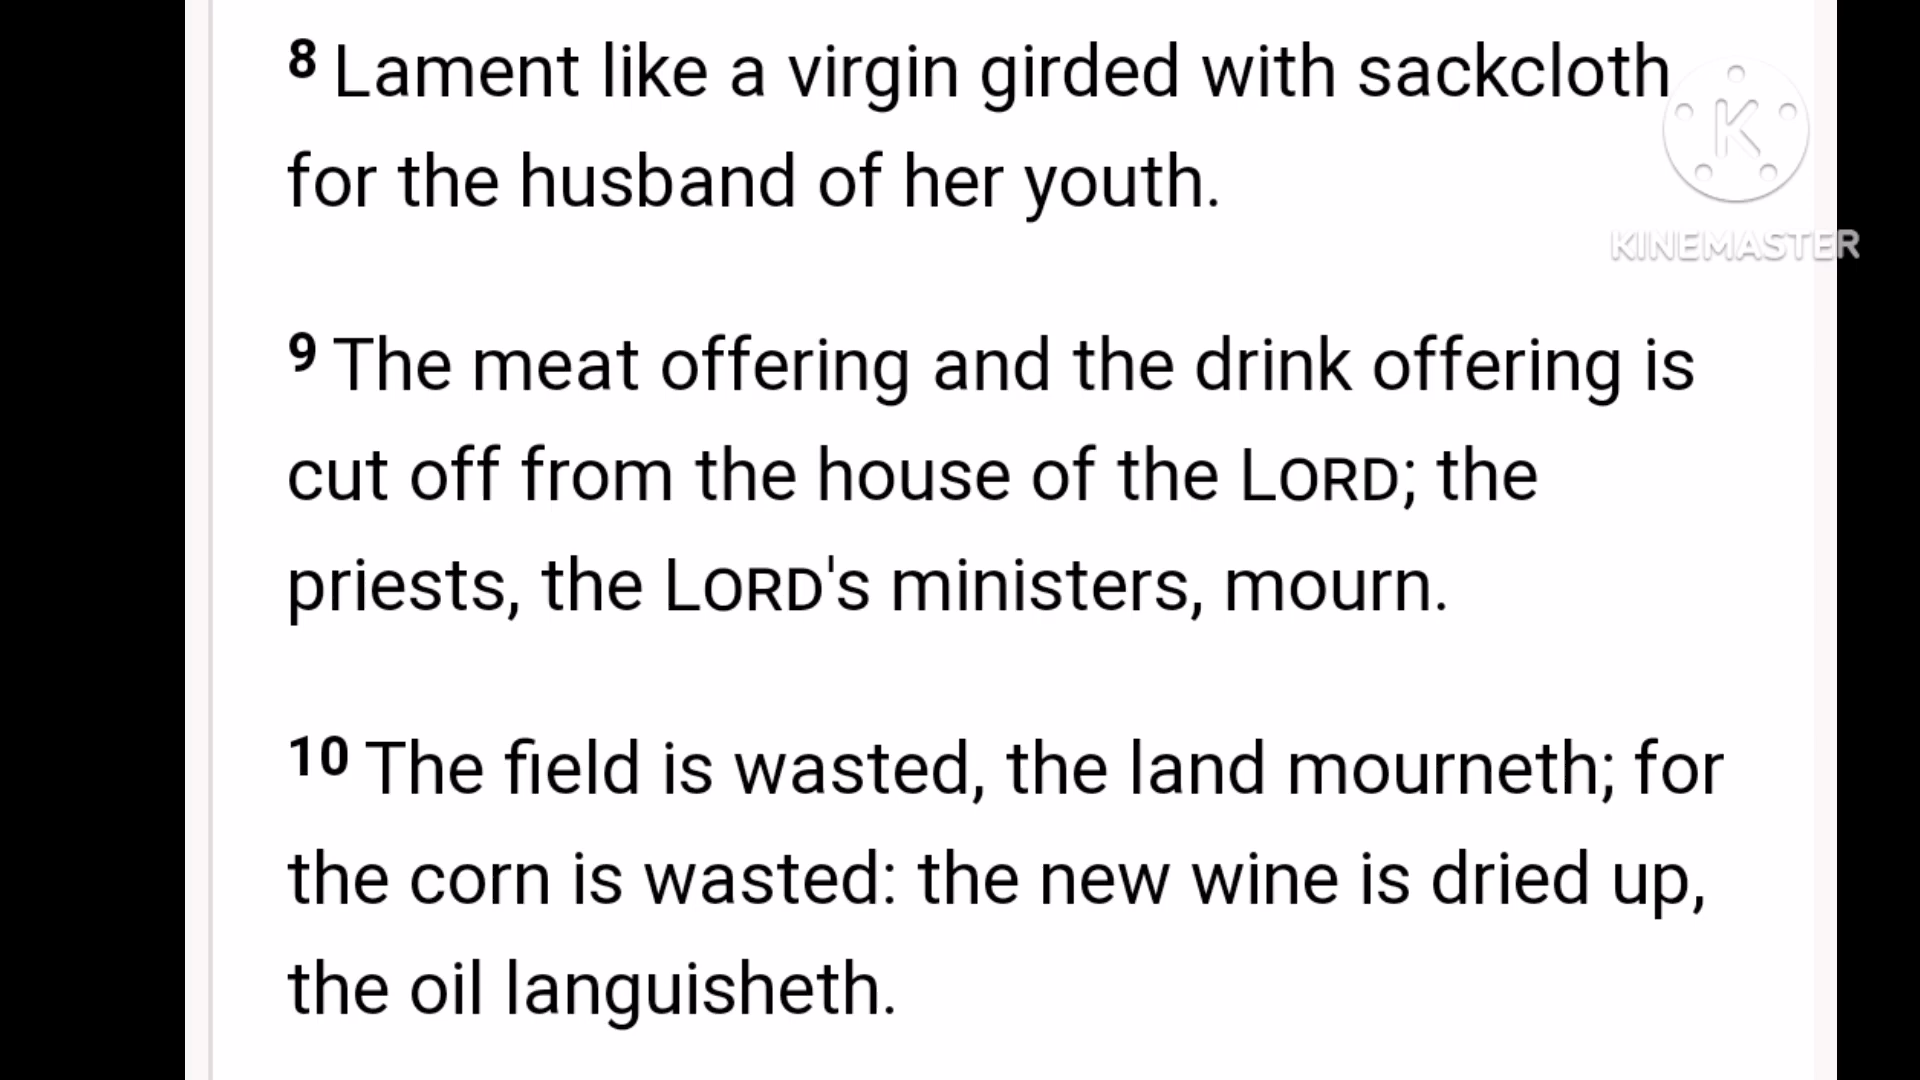 8 Lament like a virgin girded with sackcloth
for the husband of her youth.
K
KINEMASTER
9 The meat offering and the drink offering is
cut off from the house of the LORD; the
priests, the LORD's ministers, mourn.
10 The field is wasted, the land mourneth; for
the corn is wasted: the new wine is dried up,
the oil languisheth.